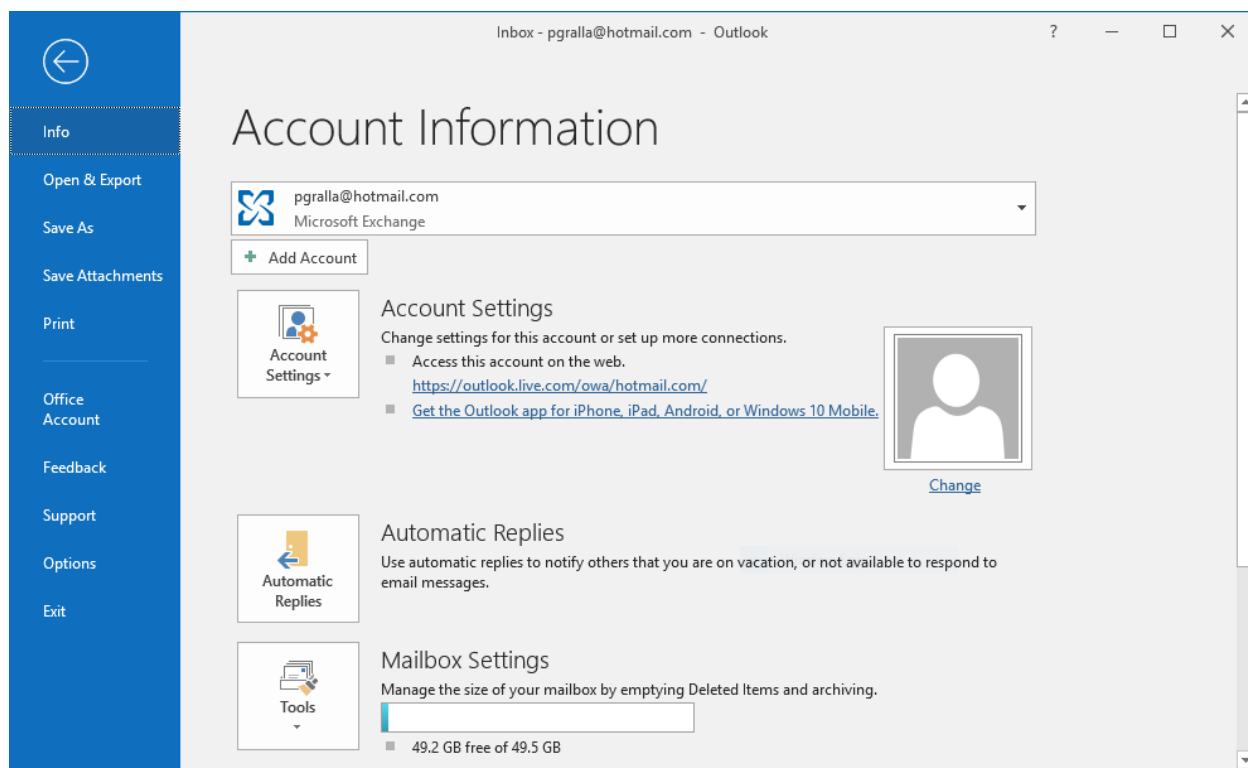 Inbox - pgralla@hotmail.com - Outlook
?
Info
Open & Export
Save As
Save Attachments
Print
Office
Account
Feedback
Support
Options
Exit
Account Information
pgralla@hotmail.com
Microsoft Exchange
Add Account
Account
Settings
Account Settings
Change settings for this account or set up more connections.
Access this account on the web.
https://outlook.live.com/owa/hotmail.com/
Get the Outlook app for iPhone, iPad, Android, or Windows 10 Mobile.
Change
Automatic
Replies
Automatic Replies
Use automatic replies to notify others that you are on vacation, or not available to respond to
email messages.
Tools
Mailbox Settings
Manage the size of your mailbox by emptying Deleted Items and archiving.
49.2 GB free of 49.5 GB